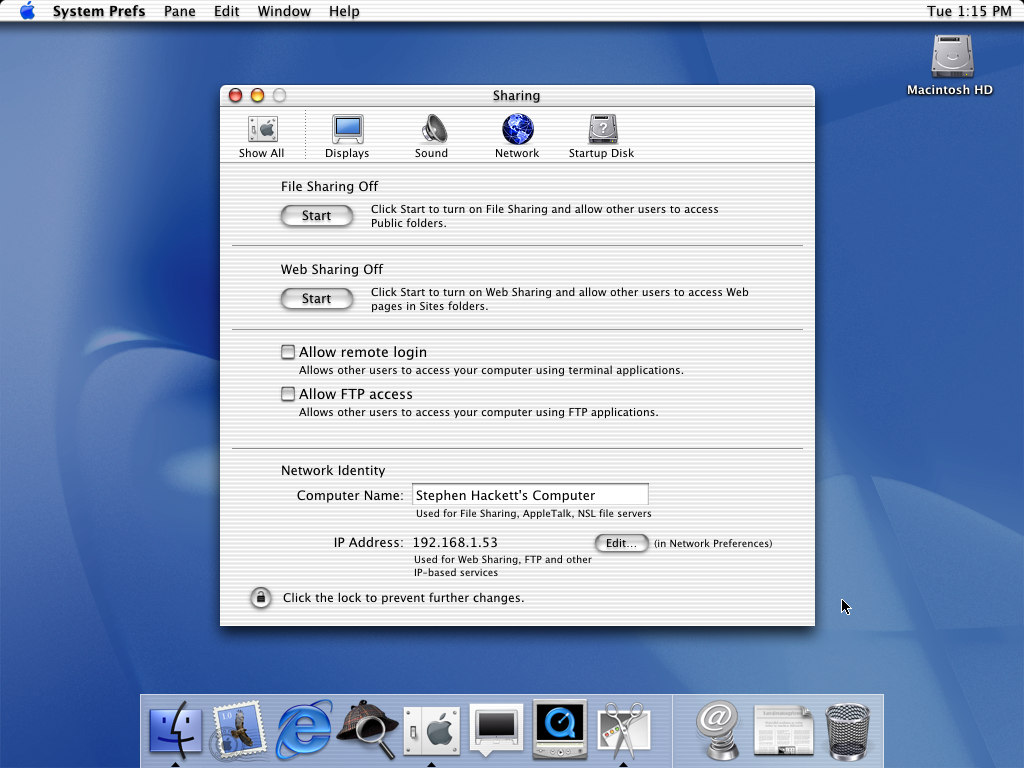 System Prefs Pane Edit Window Help Tue 1:15 PM
Macintosh HD
Sharing
Show All Displays Sound Network Startup Disk
File Sharing Off
Start
Click Start to turn on File Sharing and allow other users to access
Public folders.
Web Sharing Off
Start
Click Start to turn on Web Sharing and allow other users to access Web
pages in Sites folders.
Allow remote login
Allows other users to access your computer using terminal applications.
Allow FTP access
Allows other users to access your computer using FTP applications.
Network Identity
Computer Name: Stephen Hackett's Computer
Used for File Sharing, AppleTalk, NSL file servers
IP Address: 192.168.1.53 Edit... (in Network Preferences)
Used for Web Sharing, FTP and other
IP-based services
Click the lock to prevent further changes.